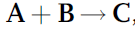 A + B → C,